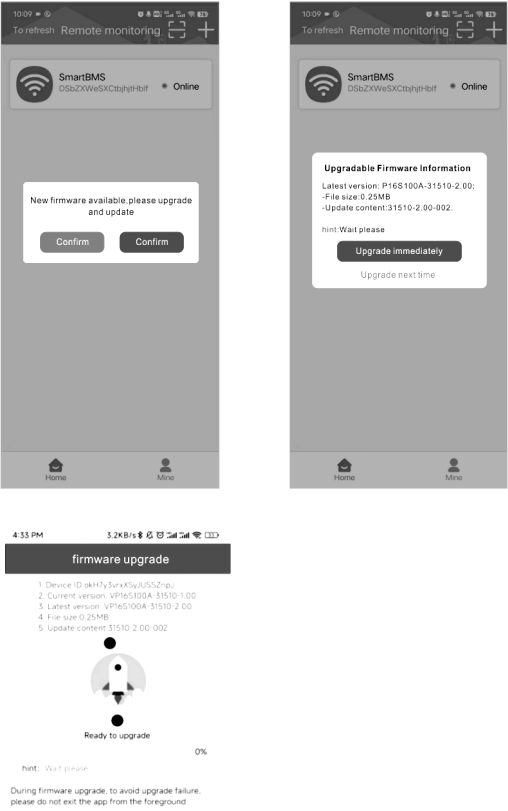 10:09
To refresh Remote monitoring
SmartBMS
DSbZXWeSXCtbjhjtHblf Online
New firmware available,please upgrade
and update
Confirm Confirm
Home Mine
10:09
To refresh Remote monitoring
SmartBMS
DSbZXWeSXCtbjhjtHblf Online
Upgradable Firmware Information
Latest version: P16S100A-31510-2.00;
-File size:0.25MB
-Update content:31510-2.00-002.
hint:Wait please
Upgrade immediately
Upgrade next time
Home Mine
4:33 PM 3.2KB/s
firmware upgrade
1. Device ID:
2. Current version: VP16S100A-31510-1.00
3. Latest version: VP16S100A-31510-2.00
4. File size:0.25MB
5. Update content:31510-2.00-002
Ready to upgrade
0%
hint: Wait please
During firmware upgrade, to avoid upgrade failure,
please do not exit the app from the foreground